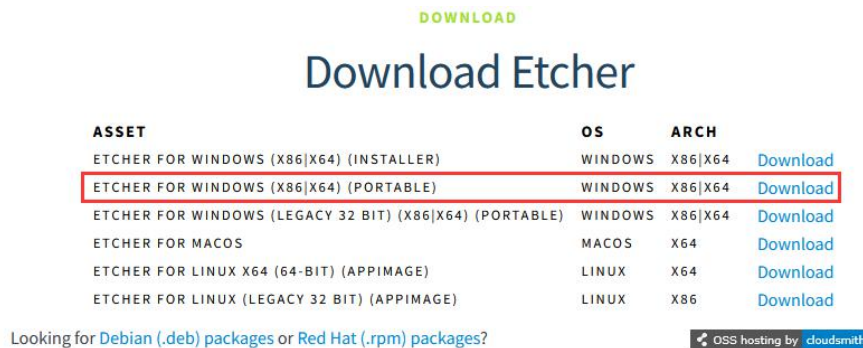 DOWNLOAD
Download Etcher
ASSET OS ARCH
ETCHER FOR WINDOWS (X86|X64) (INSTALLER) WINDOWS X86|X64 Download
ETCHER FOR WINDOWS (X86|X64) (PORTABLE) WINDOWS X86|X64 Download
ETCHER FOR WINDOWS (LEGACY 32 BIT) (X86|X64) (PORTABLE) WINDOWS X86|X64 Download
ETCHER FOR MACOS MACOS X64 Download
ETCHER FOR LINUX X64 (64-BIT) (APPIMAGE) LINUX X64 Download
ETCHER FOR LINUX (LEGACY 32 BIT) (APPIMAGE) LINUX X86 Download
Looking for Debian (.deb) packages or Red Hat (.rpm) packages? OSS hosting by cloudsmith